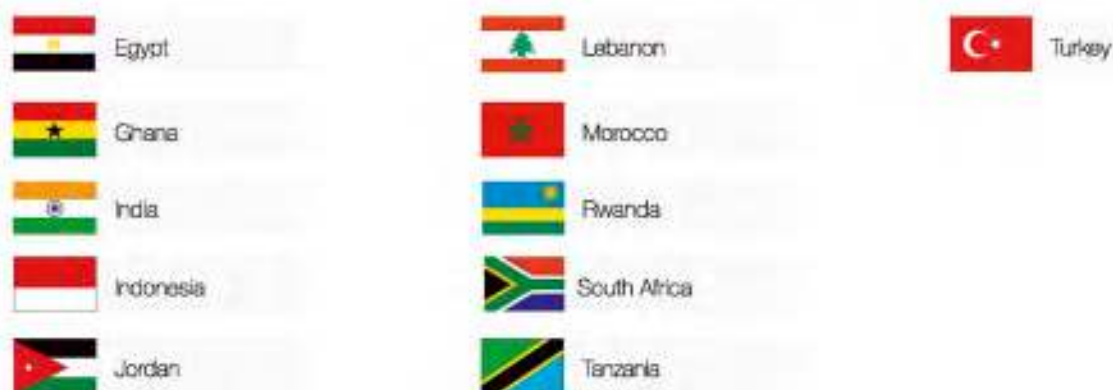 Egypt
Ghana
India
Indonesia
Jordan
Lebanon
Morocco
Rwanda
South Africa
Tanzania
Turkey